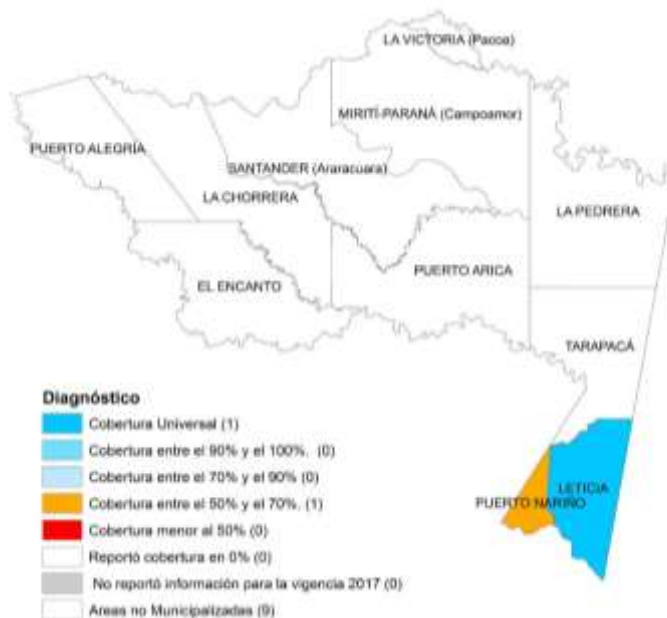 LA VICTORIA (Pacoa)
MIRITÍ-PARANÁ (Campoamor)
PUERTO ALEGRÍA
SANTANDER (Araracuara)
LA CHORRERA
LA PEDRERA
PUERTO ARICA
EL ENCANTO
TARAPACÁ
Diagnóstico
Cobertura Universal (1)
Cobertura entre el 90% y el 100%. (0)
Cobertura entre el 70% y el 90% (0)
Cobertura entre el 50% y el 70%. (1)
Cobertura menor al 50% (0)
Reportó cobertura en 0% (0)
No reportó información para la vigencia 2017 (0)
Areas no Municipalizadas (9)
LETICIA
PUERTO NARIÑO